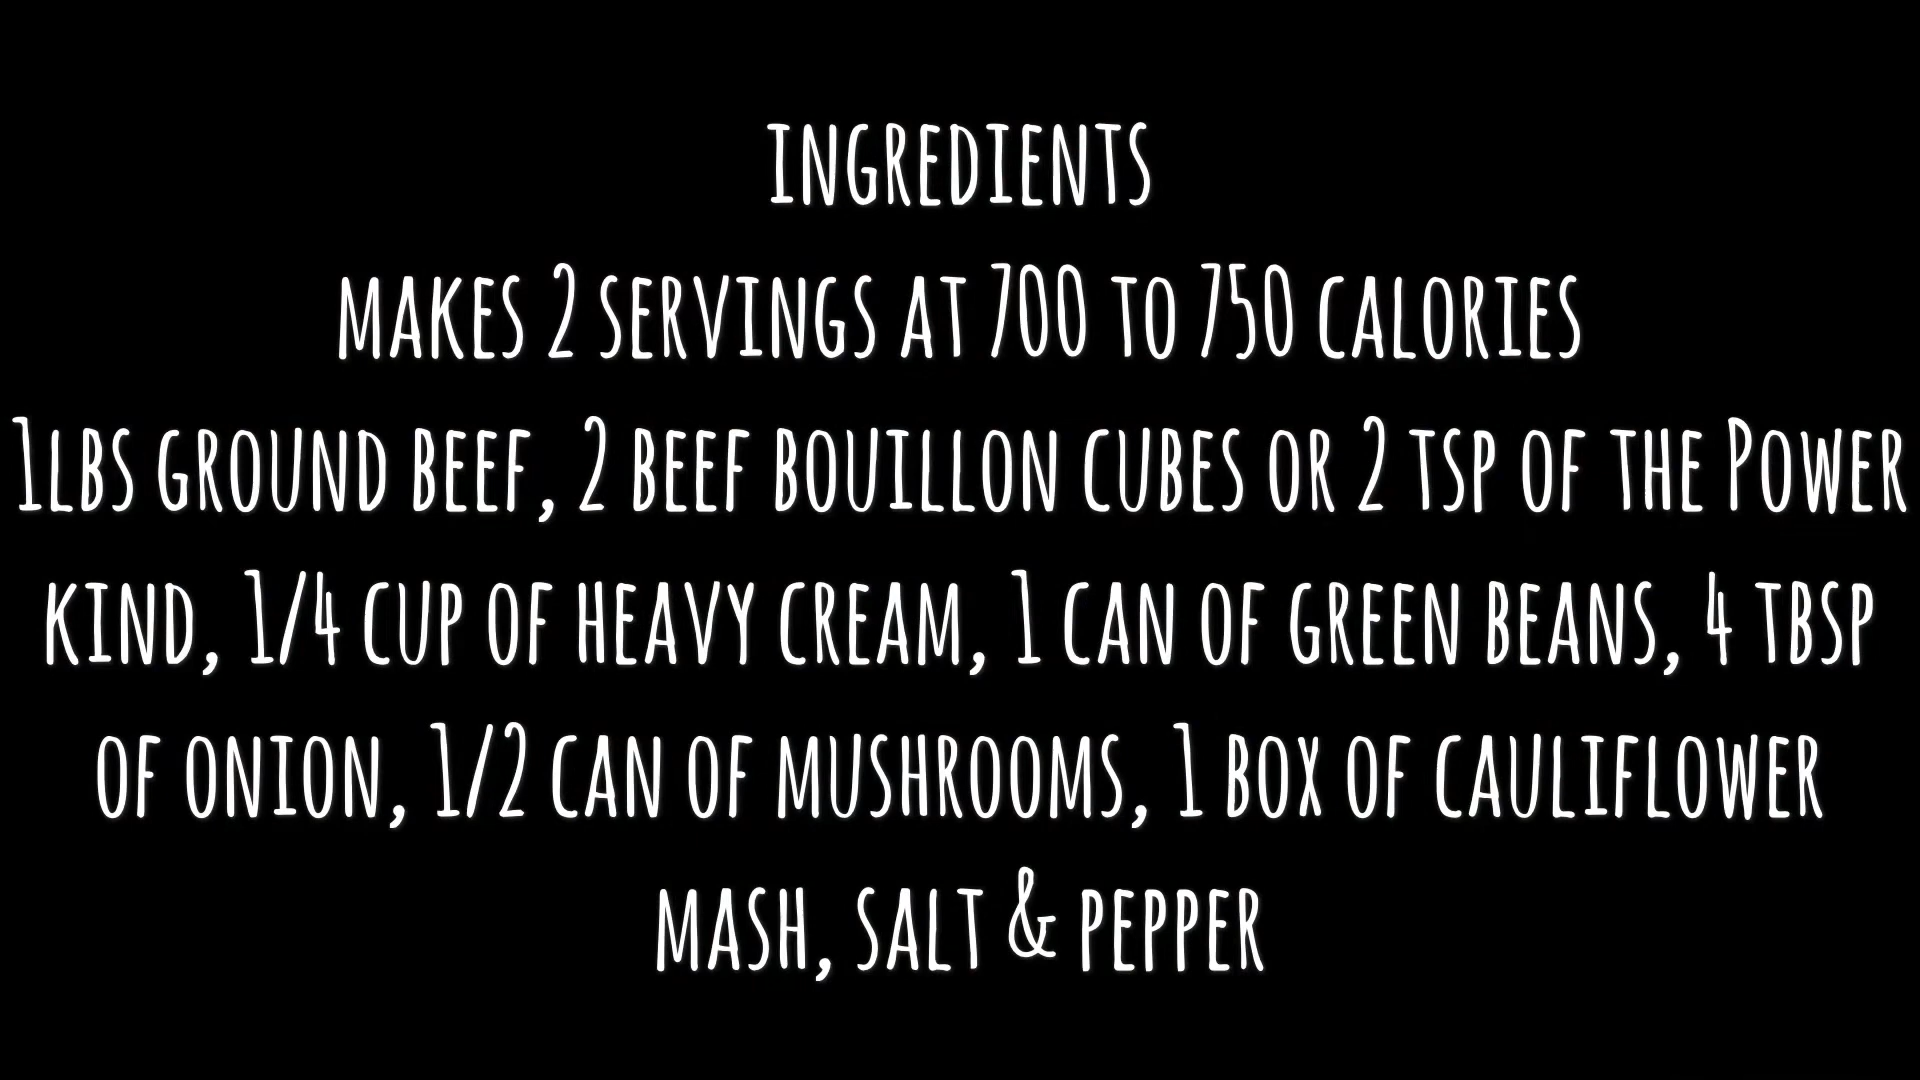 INGREDIENTS
MAKES 2 SERVINGS AT 700 TO 750 CALORIES
1LBS GROUND BEEF, 2 BEEF BOUILLON CUBES OR 2 TSP OF THE POWER
KIND, 1/4 CUP OF HEAVY CREAM, 1 CAN OF GREEN BEANS, 4 TBSP
OF ONION, 1/2 CAN OF MUSHROOMS, 1 BOX OF CAULIFLOWER
MASH, SALT & PEPPER